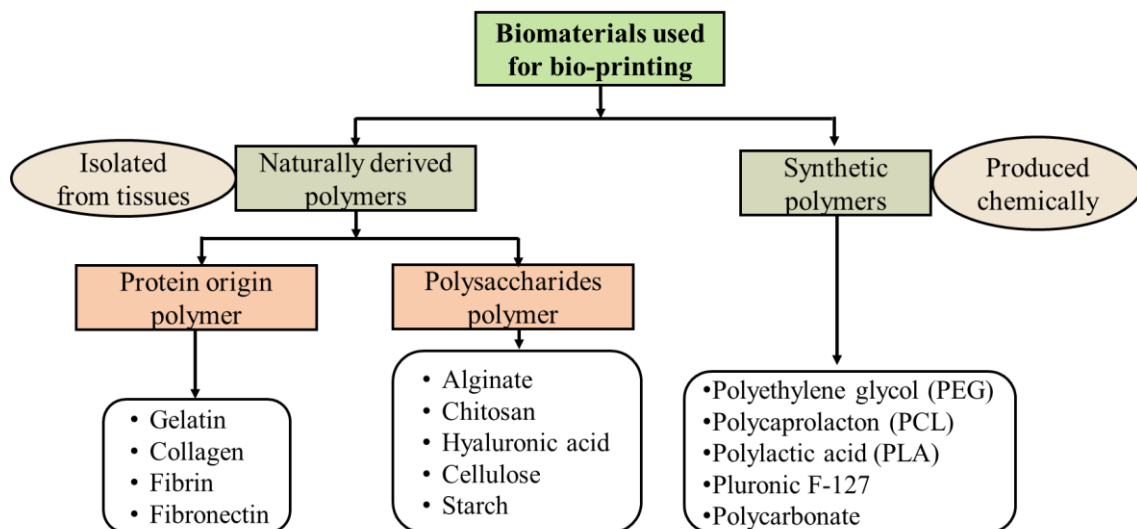 Biomaterials used
for bio-printing
Isolated
from tissues
Naturally derived
polymers
Synthetic
polymers
Produced
chemically
Protein origin
polymer
Polysaccharides
polymer
• Gelatin
• Collagen
• Fibrin
• Fibronectin
• Alginate
• Chitosan
• Hyaluronic acid
• Cellulose
• Starch
•Polyethylene glycol (PEG)
•Polycaprolacton (PCL)
•Polylactic acid (PLA)
•Pluronic F-127
•Polycarbonate